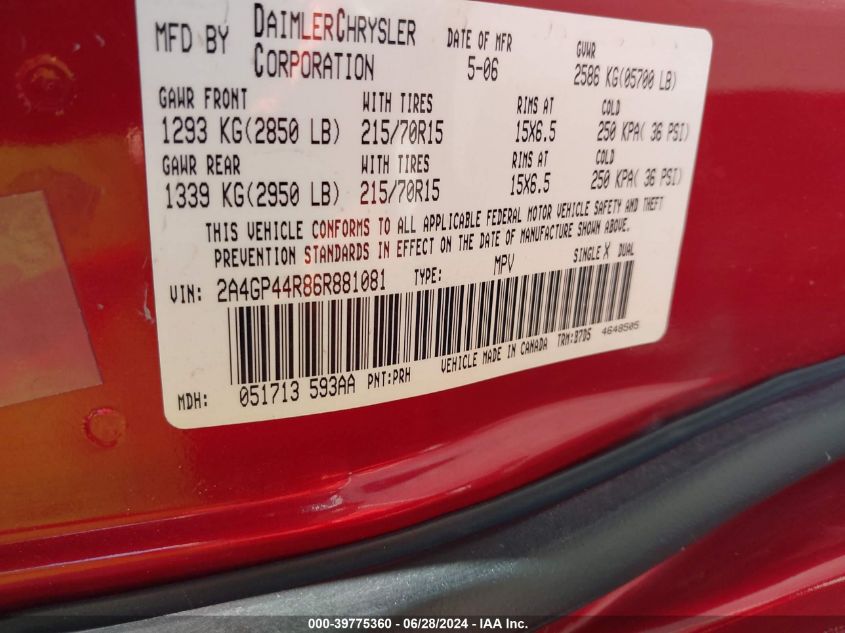 MFD BY DAIMLERCHRYSLER CORPORATION DATE OF MFR 5-06 GVWR 2586 KG(05700 LB)
GAWR FRONT WITH TIRES RIMS AT COLD
1293 KG(2850 LB) 215/70R15 15X6.5 250 KPA( 36 PSI)
GAWR REAR WITH TIRES RIMS AT COLD
1339 KG(2950 LB) 215/70R15 15X6.5 250 KPA( 36 PSI)
THIS VEHICLE CONFORMS TO ALL APPLICABLE FEDERAL MOTOR VEHICLE SAFETY AND THEFT
PREVENTION STANDARDS IN EFFECT ON THE DATE OF MANUFACTURE SHOWN ABOVE.
VIN: 2A4GP44R86R881081 TYPE: MPV SINGLE X DUAL
MDH: 051713 593AA PNT:PRH VEHICLE MADE IN CANADA TRM:B7D5 4648505
000-39775360 - 06/28/2024 - IAA Inc.